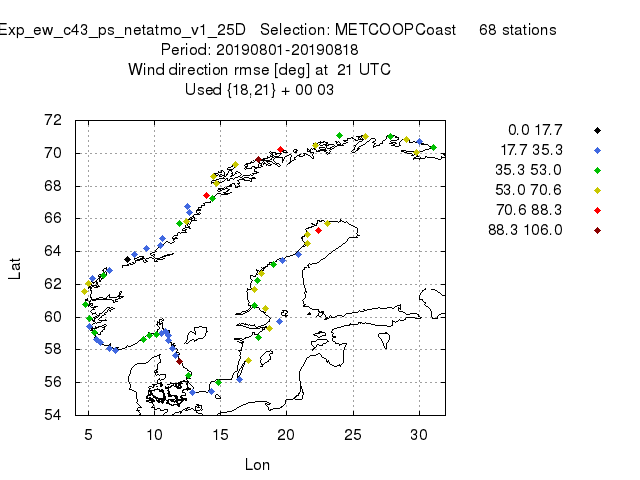 Exp_ew_c43_ps_netatmo_v1_25D Selection: METCOOPCoast 68 stations
Period: 20190801-20190818
Wind direction rmse [deg] at 21 UTC
Used {18,21} + 00 03
72
70
68
66
64
62
60
58
56
54
Lat
5 10 15 20 25 30
Lon
0.0 17.7
17.7 35.3
35.3 53.0
53.0 70.6
70.6 88.3
88.3 106.0